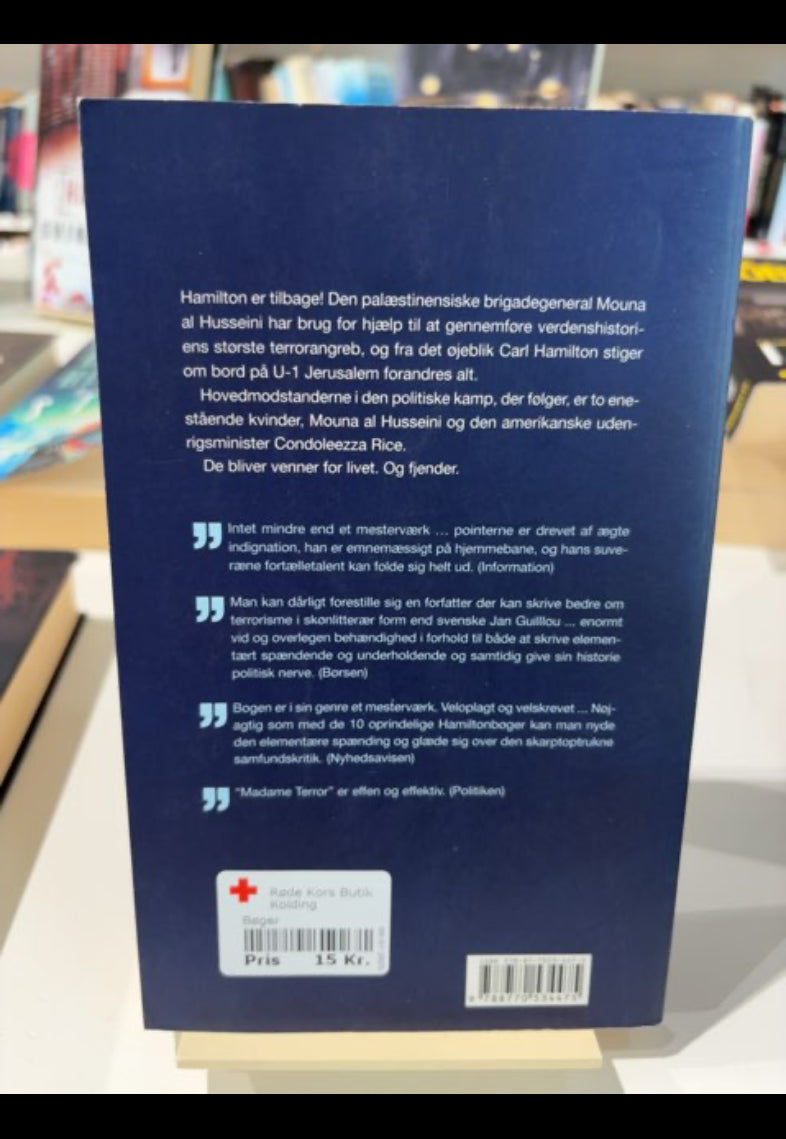 Hamilton er tilbage! Den palæstinensiske brigadegeneral Mouna
al Husseini har brug for hjælp til at gennemføre verdenshistori-
ens største terrorangreb, og fra det øjeblik Carl Hamilton stiger
om bord på U-1 Jerusalem forandres alt.
Hovedmodstanderne i den politiske kamp, der følger, er to ene-
stående kvinder, Mouna al Husseini og den amerikanske uden-
rigsminister Condoleezza Rice.
De bliver venner for livet. Og fjender.
Intet mindre end et mesterværk ... pointerne er drevet af ægte
indignation, han er emnemæssigt på hjemmebane, og hans suve-
ræne fortælletalent kan folde sig helt ud. (Information)
Man kan dårligt forestille sig en forfatter der kan skrive bedre om
terrorisme i skønlitterær form end svenske Jan Guilllou ... enormt
vid og overlegen behændighed i forhold til både at skrive elemen-
tært spændende og underholdende og samtidig give sin historie
politisk nerve. (Børsen)
Bogen er i sin genre et mesterværk. Veloplagt og velskrevet ... Nøj-
agtig som med de 10 oprindelige Hamiltonbøger kan man nyde
den elementære spænding og glæde sig over den skarptoptrukne
samfundskritik. (Nyhedsavisen)
"Madame Terror" er effen og effektiv. (Politiken)
Røde Kors Butik
Kolding
Bøger
Pris 15 Kr.